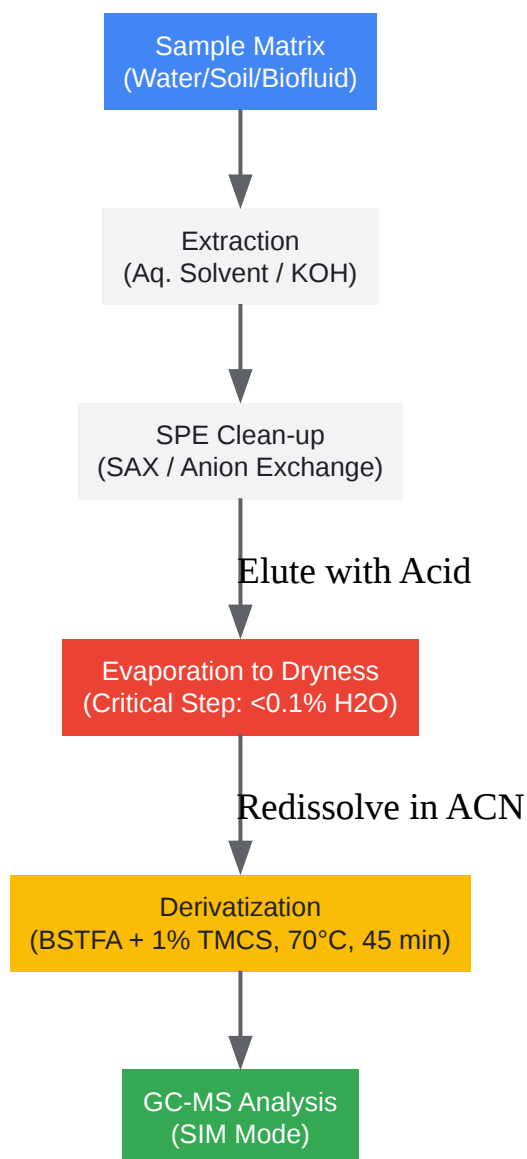 Sample Matrix
(Water/Soil/Biofluid)
Extraction
(Aq. Solvent / KOH)
SPE Clean-up
(SAX / Anion Exchange)
Elute with Acid
Evaporation to Dryness
(Critical Step: <0.1% H2O)
Redissolve in ACN
Derivatization
(BSTFA + 1% TMCS, 70°C, 45 min)
GC-MS Analysis
(SIM Mode)